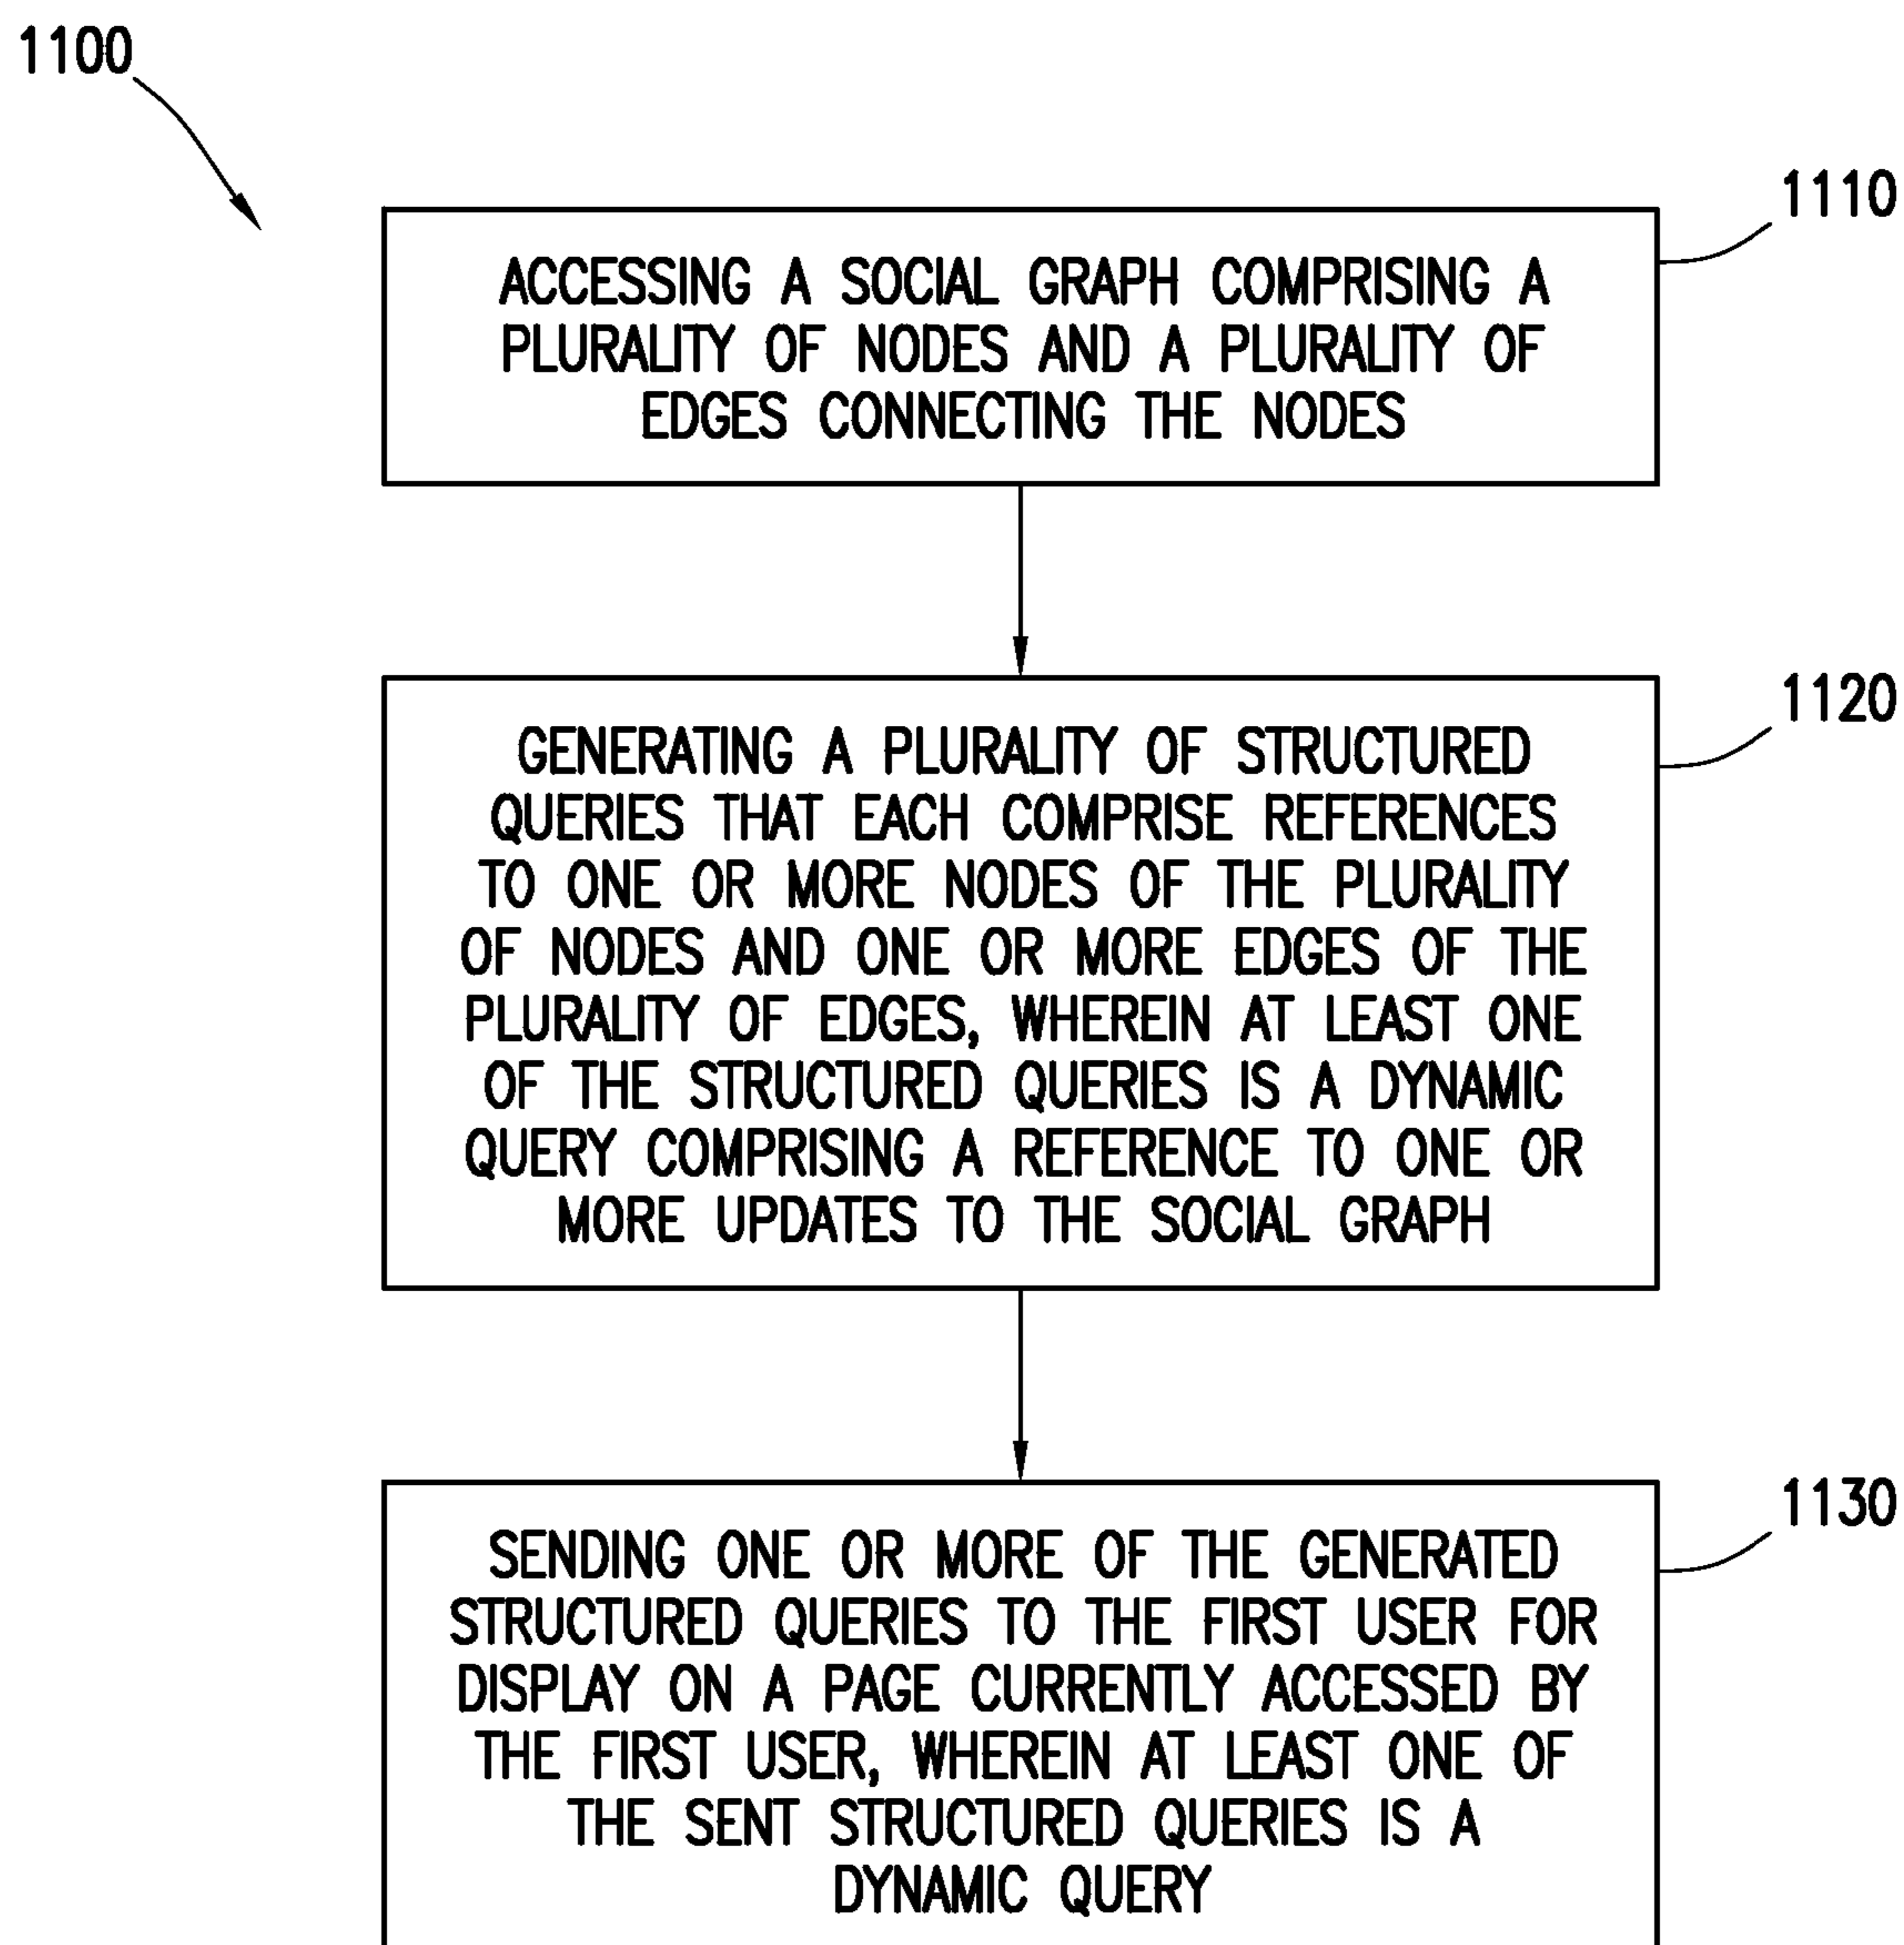 1100
1110
ACCESSING A SOCIAL GRAPH COMPRISING A
PLURALITY OF NODES AND A PLURALITY OF
EDGES CONNECTING THE NODES
1120
GENERATING A PLURALITY OF STRUCTURED
QUERIES THAT EACH COMPRISE REFERENCES
TO ONE OR MORE NODES OF THE PLURALITY
OF NODES AND ONE OR MORE EDGES OF THE
PLURALITY OF EDGES, WHEREIN AT LEAST ONE
OF THE STRUCTURED QUERIES IS A DYNAMIC
QUERY COMPRISING A REFERENCE TO ONE OR
MORE UPDATES TO THE SOCIAL GRAPH
1130
SENDING ONE OR MORE OF THE GENERATED
STRUCTURED QUERIES TO THE FIRST USER FOR
DISPLAY ON A PAGE CURRENTLY ACCESSED BY
THE FIRST USER, WHEREIN AT LEAST ONE OF
THE SENT STRUCTURED QUERIES IS A
DYNAMIC QUERY